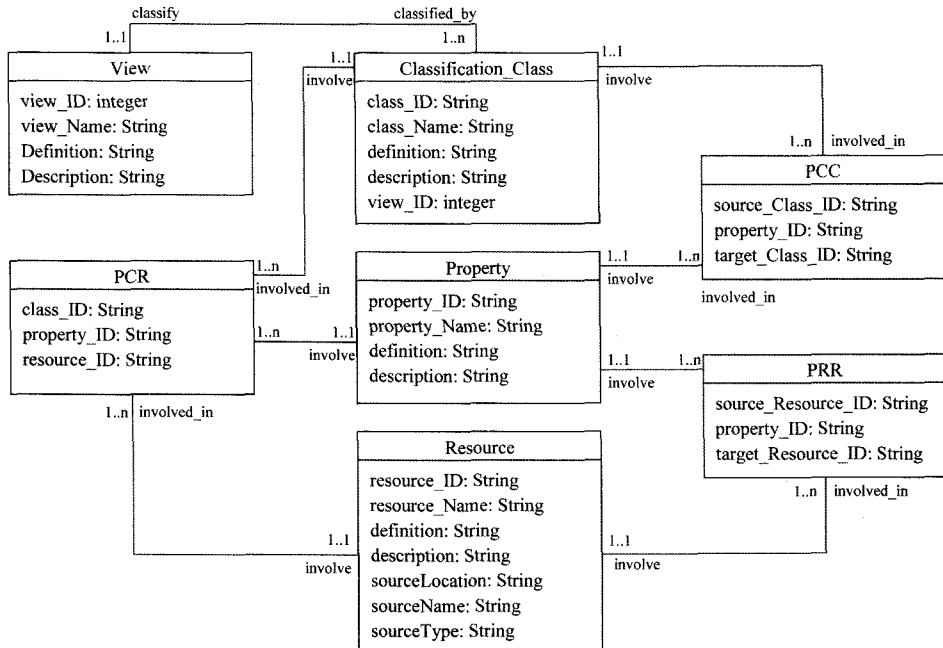 classify
classified_by
1..1
1..n
View
view_ID: integer
view_Name: String
Definition: String
Description: String
1..1
involve
Classification_Class
class_ID: String
class_Name: String
definition: String
description: String
view_ID: integer
1..1
involve
1..n
involved_in
PCC
source_Class_ID: String
property_ID: String
target_Class_ID: String
PCR
class_ID: String
property_ID: String
resource_ID: String
1..n
involved_in
1..n
1..1
involve
Property
property_ID: String
property_Name: String
definition: String
description: String
1..1
1..n
involve
involved_in
1..1
1..n
involve
PRR
source_Resource_ID: String
property_ID: String
target_Resource_ID: String
1..n
involved_in
1..n
involved_in
Resource
resource_ID: String
resource_Name: String
definition: String
description: String
sourceLocation: String
sourceName: String
sourceType: String
1..1
involve
1..1
involve